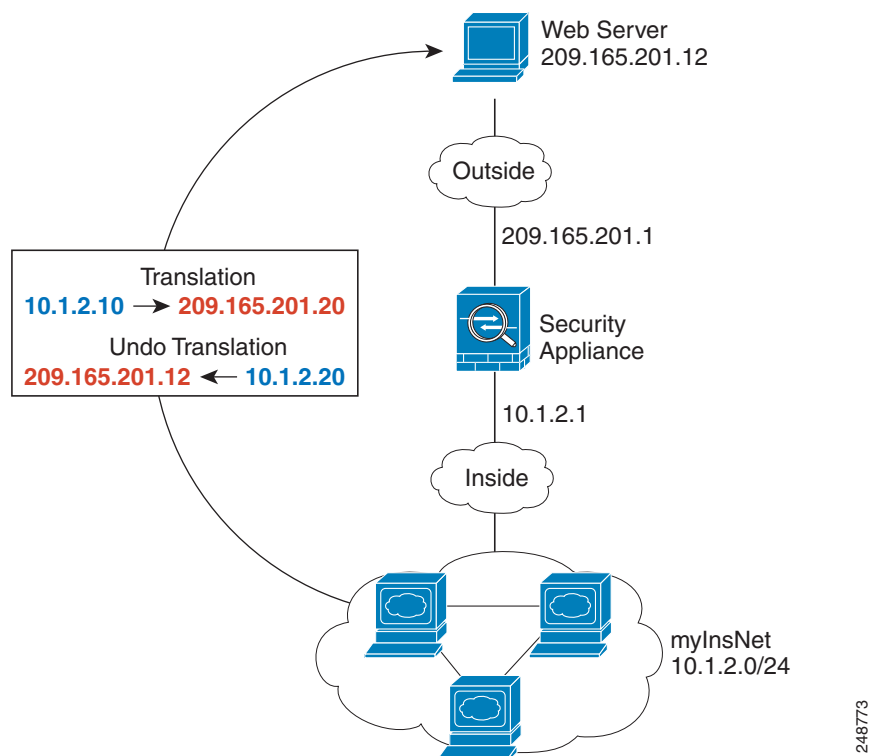 Web Server
209.165.201.12
Outside
209.165.201.1
Translation
10.1.2.10 → 209.165.201.20
Undo Translation
209.165.201.12 ← 10.1.2.20
Security
Appliance
10.1.2.1
Inside
myInsNet
10.1.2.0/24
248773